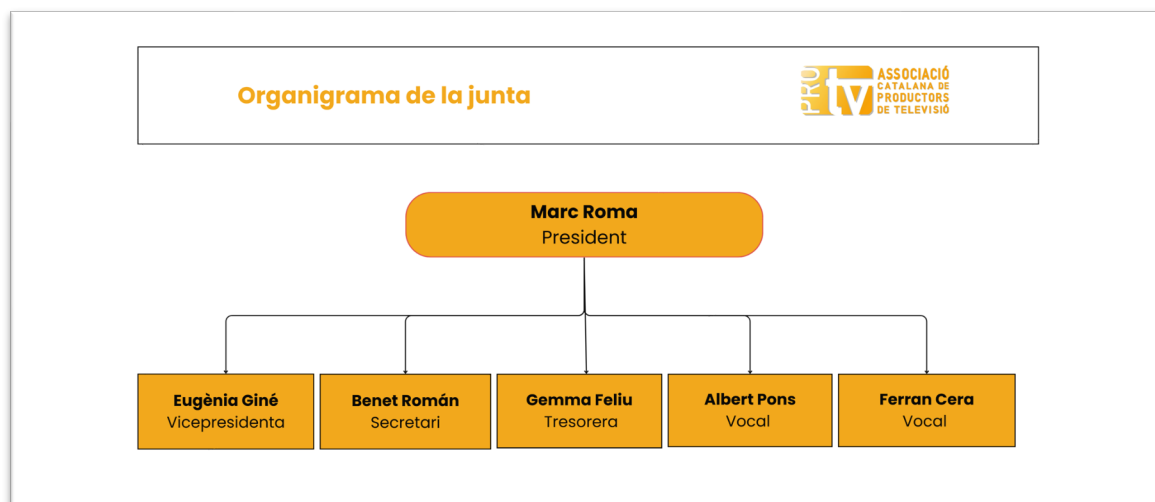 Organigrama de la junta
PRO
tv
ASSOCIACIÓ
CATALANA DE
PRODUCTORS
DE TELEVISIÓ
Marc Roma
President
Eugènia Giné
Vicepresidenta
Benet Román
Secretari
Gemma Feliu
Tresorera
Albert Pons
Vocal
Ferran Cera
Vocal